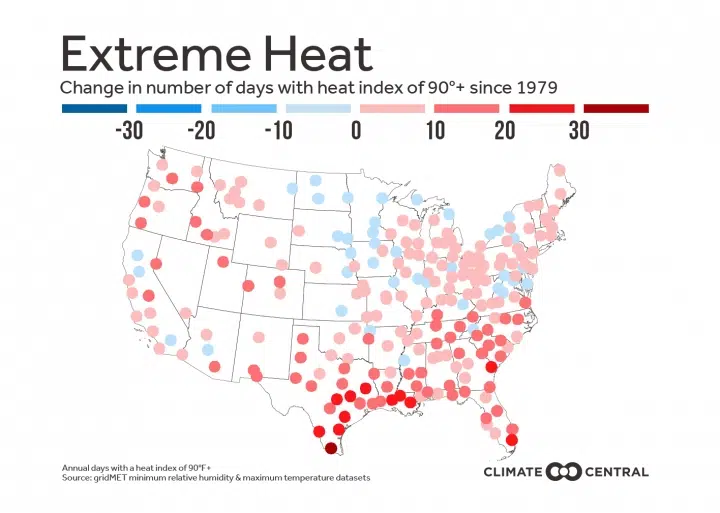 Extreme Heat
Change in number of days with heat index of 90°+ since 1979
-30 -20 -10 0 10 20 30
Annual days with a heat index of 90°F+
Source: gridMET minimum relative humidity & maximum temperature datasets
CLIMATE CENTRAL